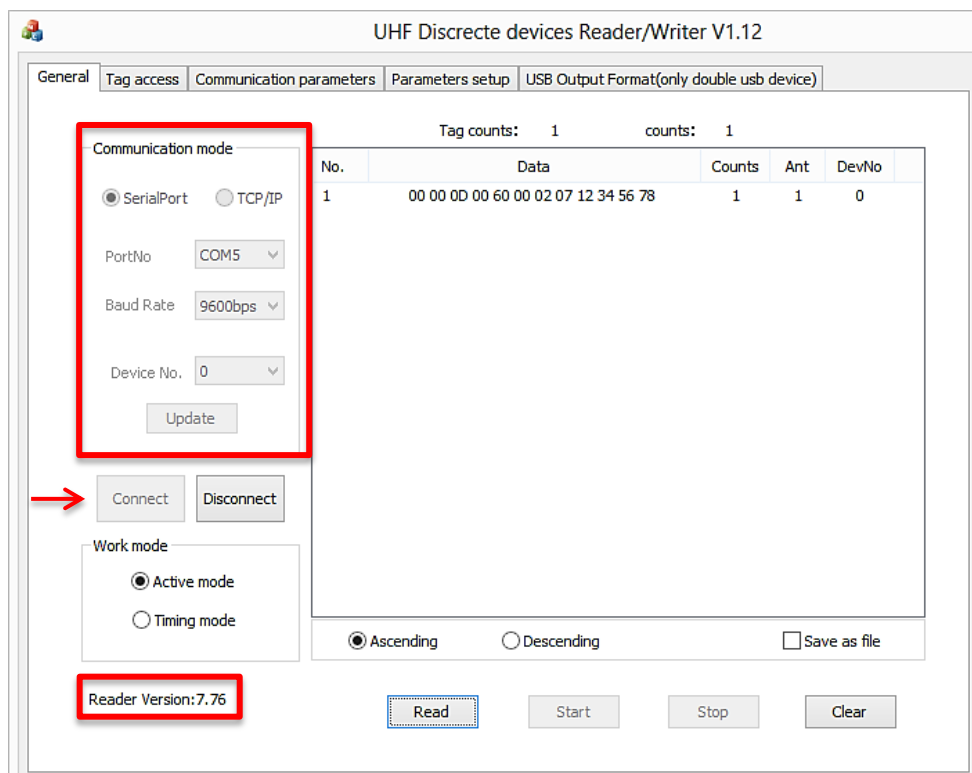 UHF Discrecte devices Reader/Writer V1.12
General Tag access Communication parameters Parameters setup USB Output Format(only double usb device)
Tag counts: 1 counts: 1
Communication mode
SerialPort TCP/IP
PortNo COM5
Baud Rate 9600bps
Device No. 0
Update
No. Data Counts Ant DevNo
1 00 00 0D 00 60 00 02 07 12 34 56 78 1 1 0
Connect Disconnect
Work mode
Active mode
Timing mode
Ascending Descending Save as file
Reader Version:7.76
Read Start Stop Clear